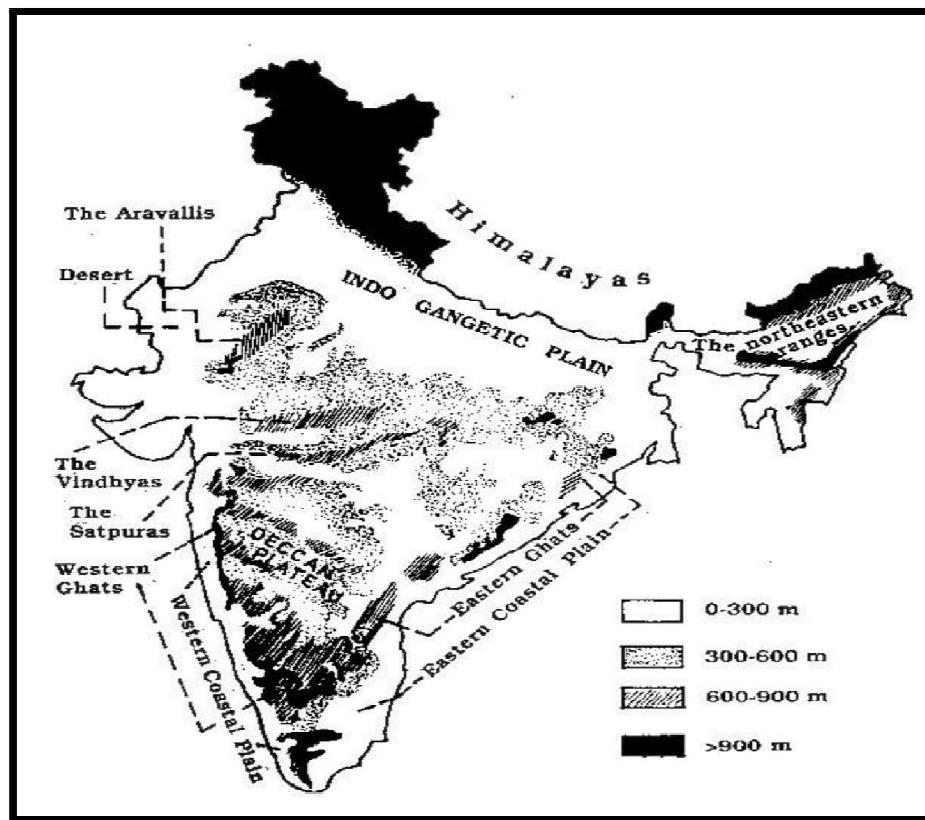 The Aravallis
Desert
Himalayas
INDO GANGETIC PLAIN
The northeastern
ranges
The
Vindhyas
The
Satpuras
Western
Ghats
DECCAN
PLATEAU
Western Coastal Plain
Eastern Ghats
Eastern Coastal Plain
0-300 m
300-600 m
600-900 m
>900 m